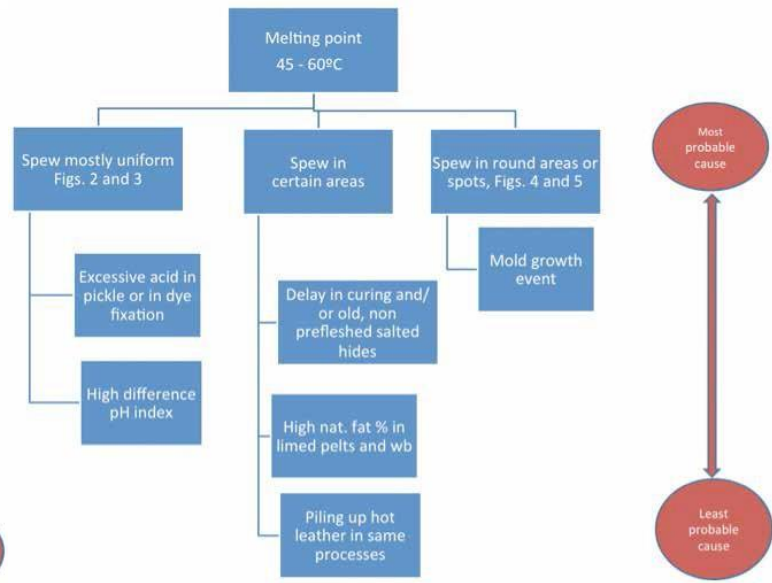 Melting point
45 - 60ºC
Spew mostly uniform
Figs. 2 and 3
Spew in
certain areas
Spew in round areas or
spots, Figs. 4 and 5
Most
probable
cause
Excessive acid in
pickle or in dye
fixation
High difference
pH index
Delay in curing and/
or old, non
prefleshed salted
hides
High nat. fat % in
limed pelts and wb
Piling up hot
leather in same
processes
Mold growth
event
Least
probable
cause